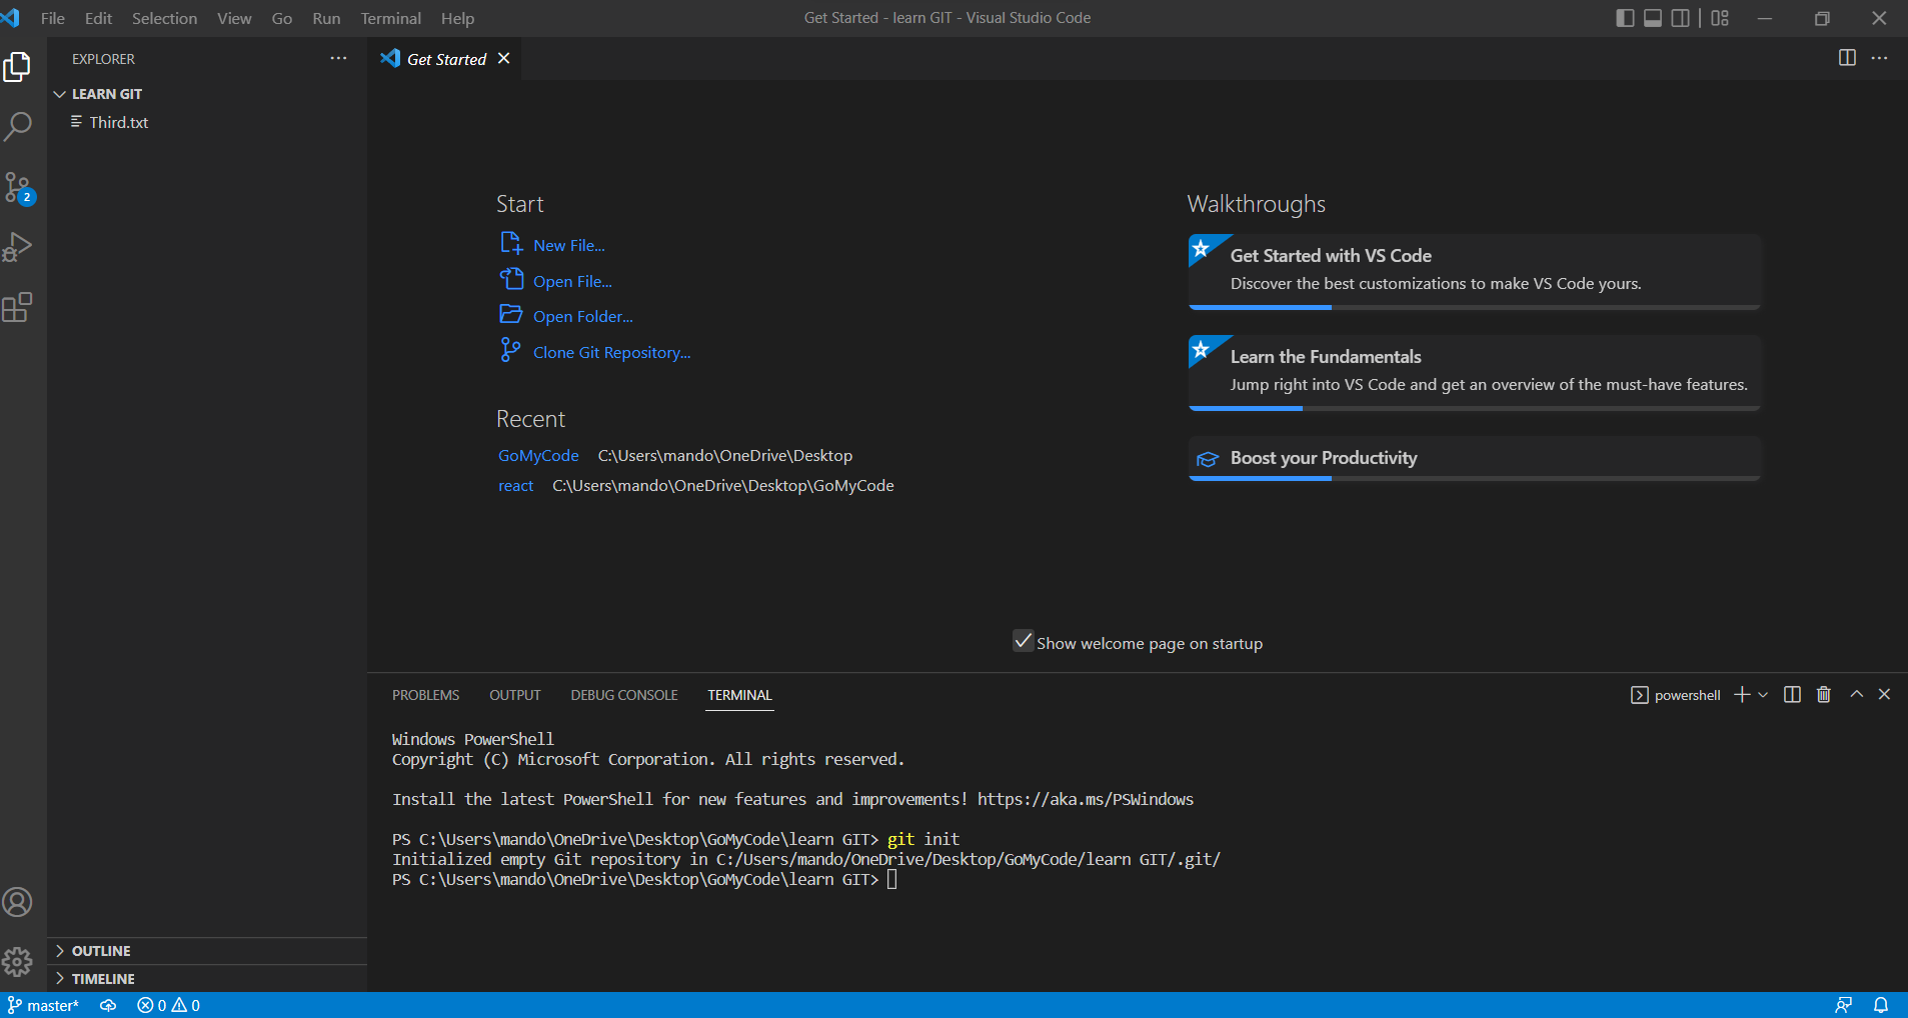 File Edit Selection View Go Run Terminal Help
Get Started - learn GIT - Visual Studio Code
EXPLORER
LEARN GIT
Third.txt
2
Get Started
Start
New File...
Open File...
Open Folder...
Clone Git Repository...
Recent
GoMyCode C:\Users\mando\OneDrive\Desktop
react C:\Users\mando\OneDrive\Desktop\GoMyCode
Walkthroughs
Get Started with VS Code
Discover the best customizations to make VS Code yours.
Learn the Fundamentals
Jump right into VS Code and get an overview of the must-have features.
Boost your Productivity
Show welcome page on startup
PROBLEMS OUTPUT DEBUG CONSOLE TERMINAL
powershell
Windows PowerShell
Copyright (C) Microsoft Corporation. All rights reserved.
Install the latest PowerShell for new features and improvements! https://aka.ms/PSWindows
PS C:\Users\mando\OneDrive\Desktop\GoMyCode\learn GIT> git init
Initialized empty Git repository in C:/Users/mando/OneDrive/Desktop/GoMyCode/learn GIT/.git/
PS C:\Users\mando\OneDrive\Desktop\GoMyCode\learn GIT>
OUTLINE
TIMELINE
master* 0 0